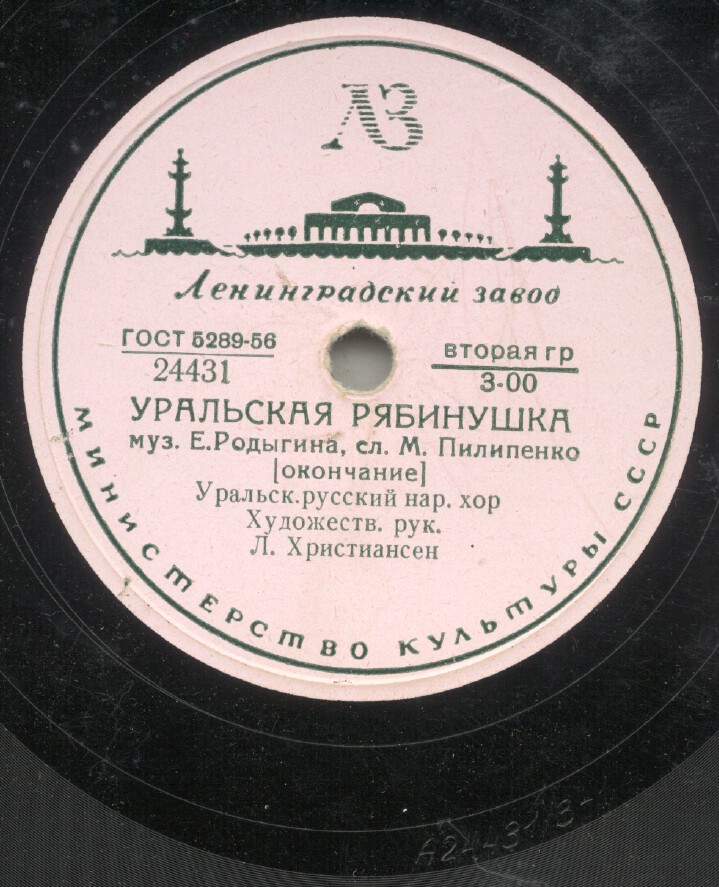 ЛЗ
Ленинградский завод
ГОСТ 5289-56
24431
вторая гр
3-00
УРАЛЬСКАЯ РЯБИНУШКА
муз. Е.Родыгина, сл. М. Пилипенко
[окончание]
Уральск.русский нар. хор
Художеств. рук.
Л. Христиансен
МИНИСТЕРСТВО КУЛЬТУРЫ СССР